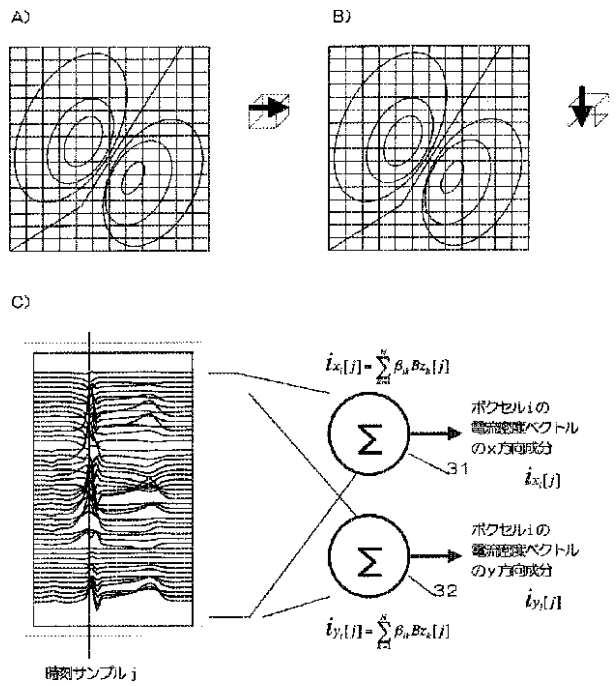 A)
B)
C)
i_{x_i}[j] = \sum_{k=1}^{N} β_{ik} Bz_k[j]
Σ
31
ボクセルiの
電流密度ベクトル
のx方向成分
i_{x_i}[j]
Σ
32
ボクセルiの
電流密度ベクトル
のy方向成分
i_{y_i}[j]
i_{y_i}[j] = \sum_{k=1}^{N} β_{ik} Bz_k[j]
時刻サンプルj